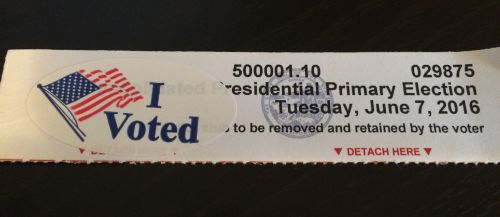 500001.10 029875
Presidential Primary Election
Tuesday, June 7, 2016
to be removed and retained by the voter
I
Voted
▼ DETACH HERE ▼